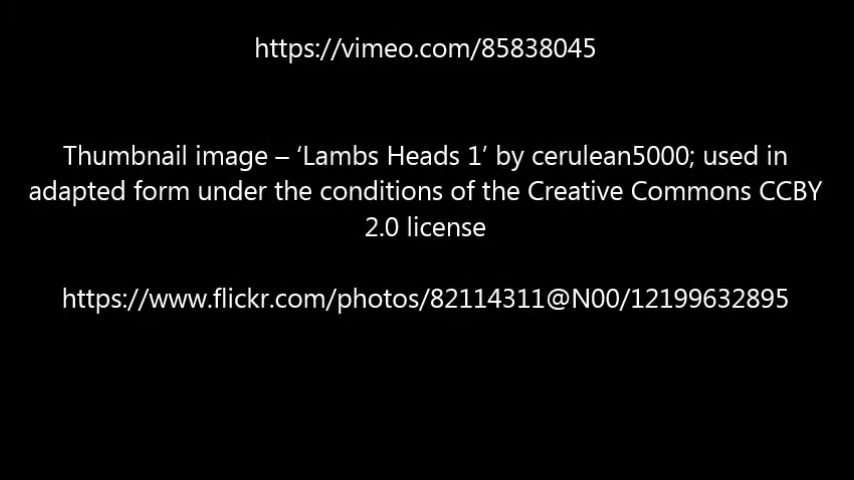 https://vimeo.com/85838045
Thumbnail image – ‘Lambs Heads 1’ by cerulean5000; used in
adapted form under the conditions of the Creative Commons CCBY
2.0 license
https://www.flickr.com/photos/82114311@N00/12199632895